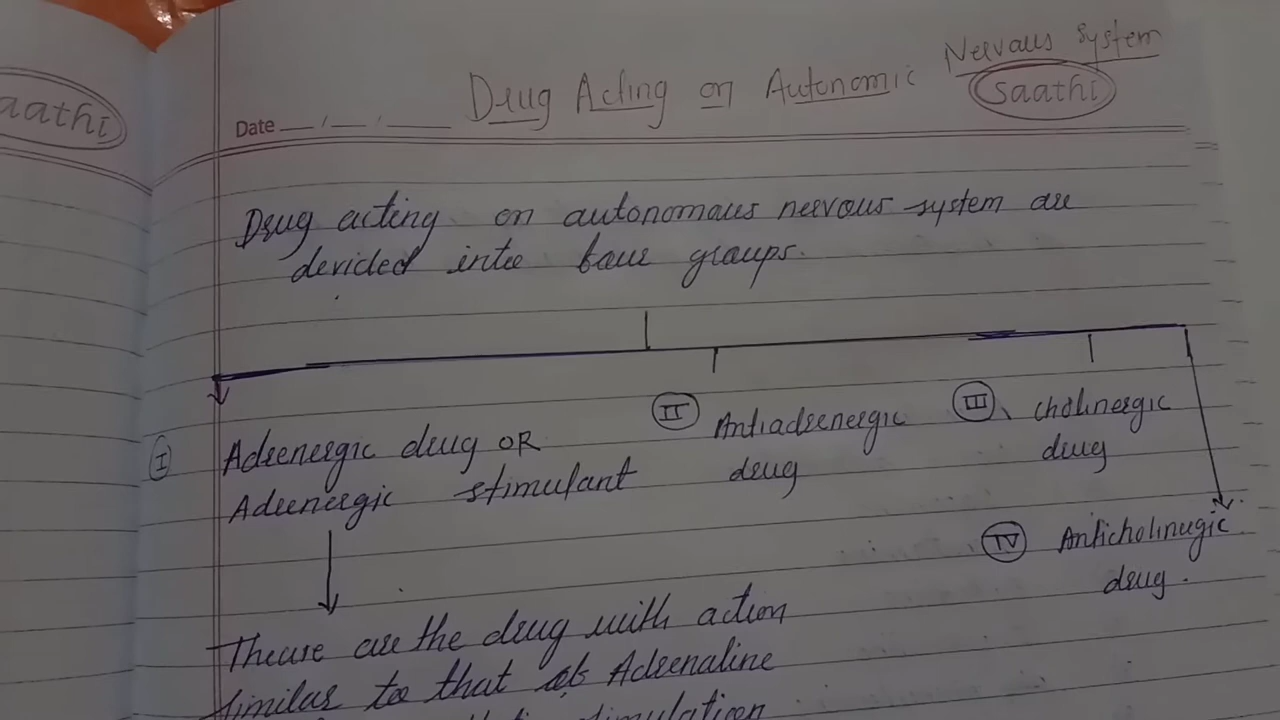 aathi
Nervous System
Drug Acting on Autonomic
Saathi
Date
Drug acting on autonomous nervous system are
devided into four groups.
I Adrenergic drug OR
Adrenergic stimulant
II Antiadrenergic
drug
III cholinergic
drug
IV Anticholinergic
drug.
These are the drug with action
similar to that of Adrenaline
stimulation